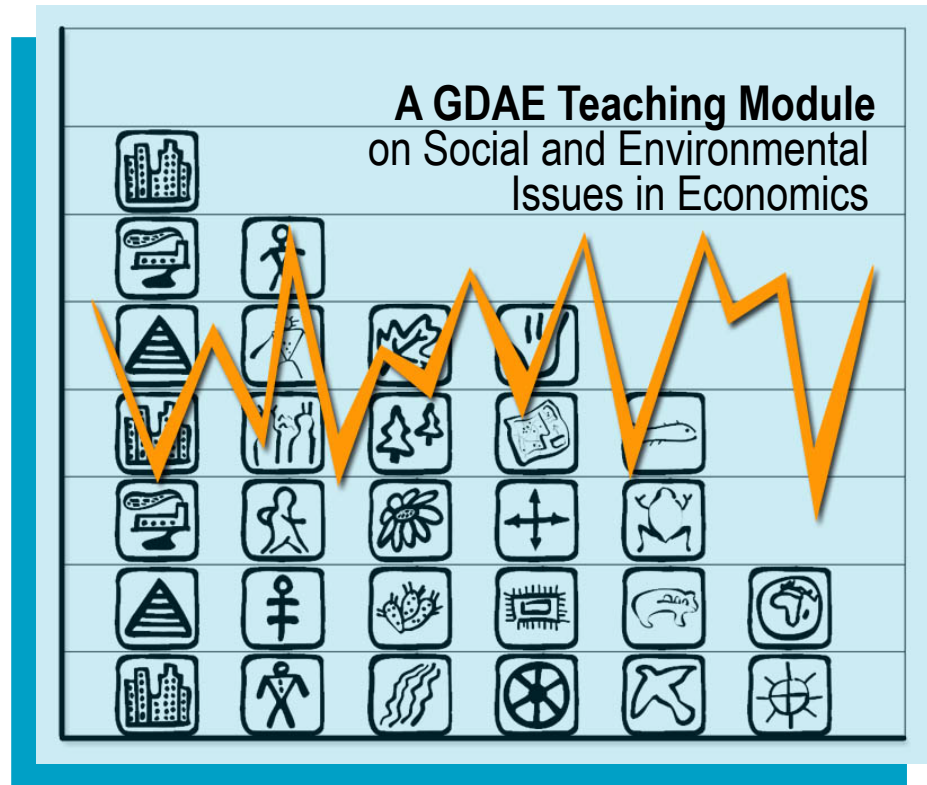 A GDAE Teaching Module
on Social and Environmental
Issues in Economics